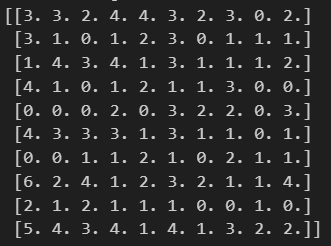 [[3. 3. 2. 4. 4. 3. 2. 3. 0. 2.]
[3. 1. 0. 1. 2. 3. 0. 1. 1. 1.]
[1. 4. 3. 4. 1. 3. 1. 1. 1. 2.]
[4. 1. 0. 1. 2. 1. 1. 3. 0. 0.]
[0. 0. 0. 2. 0. 3. 2. 2. 0. 3.]
[4. 3. 3. 3. 1. 3. 1. 1. 0. 1.]
[0. 0. 1. 1. 2. 1. 0. 2. 1. 1.]
[6. 2. 4. 1. 2. 3. 2. 1. 1. 4.]
[2. 1. 2. 1. 1. 1. 0. 0. 1. 0.]
[5. 4. 3. 4. 1. 4. 1. 3. 2. 2.]]